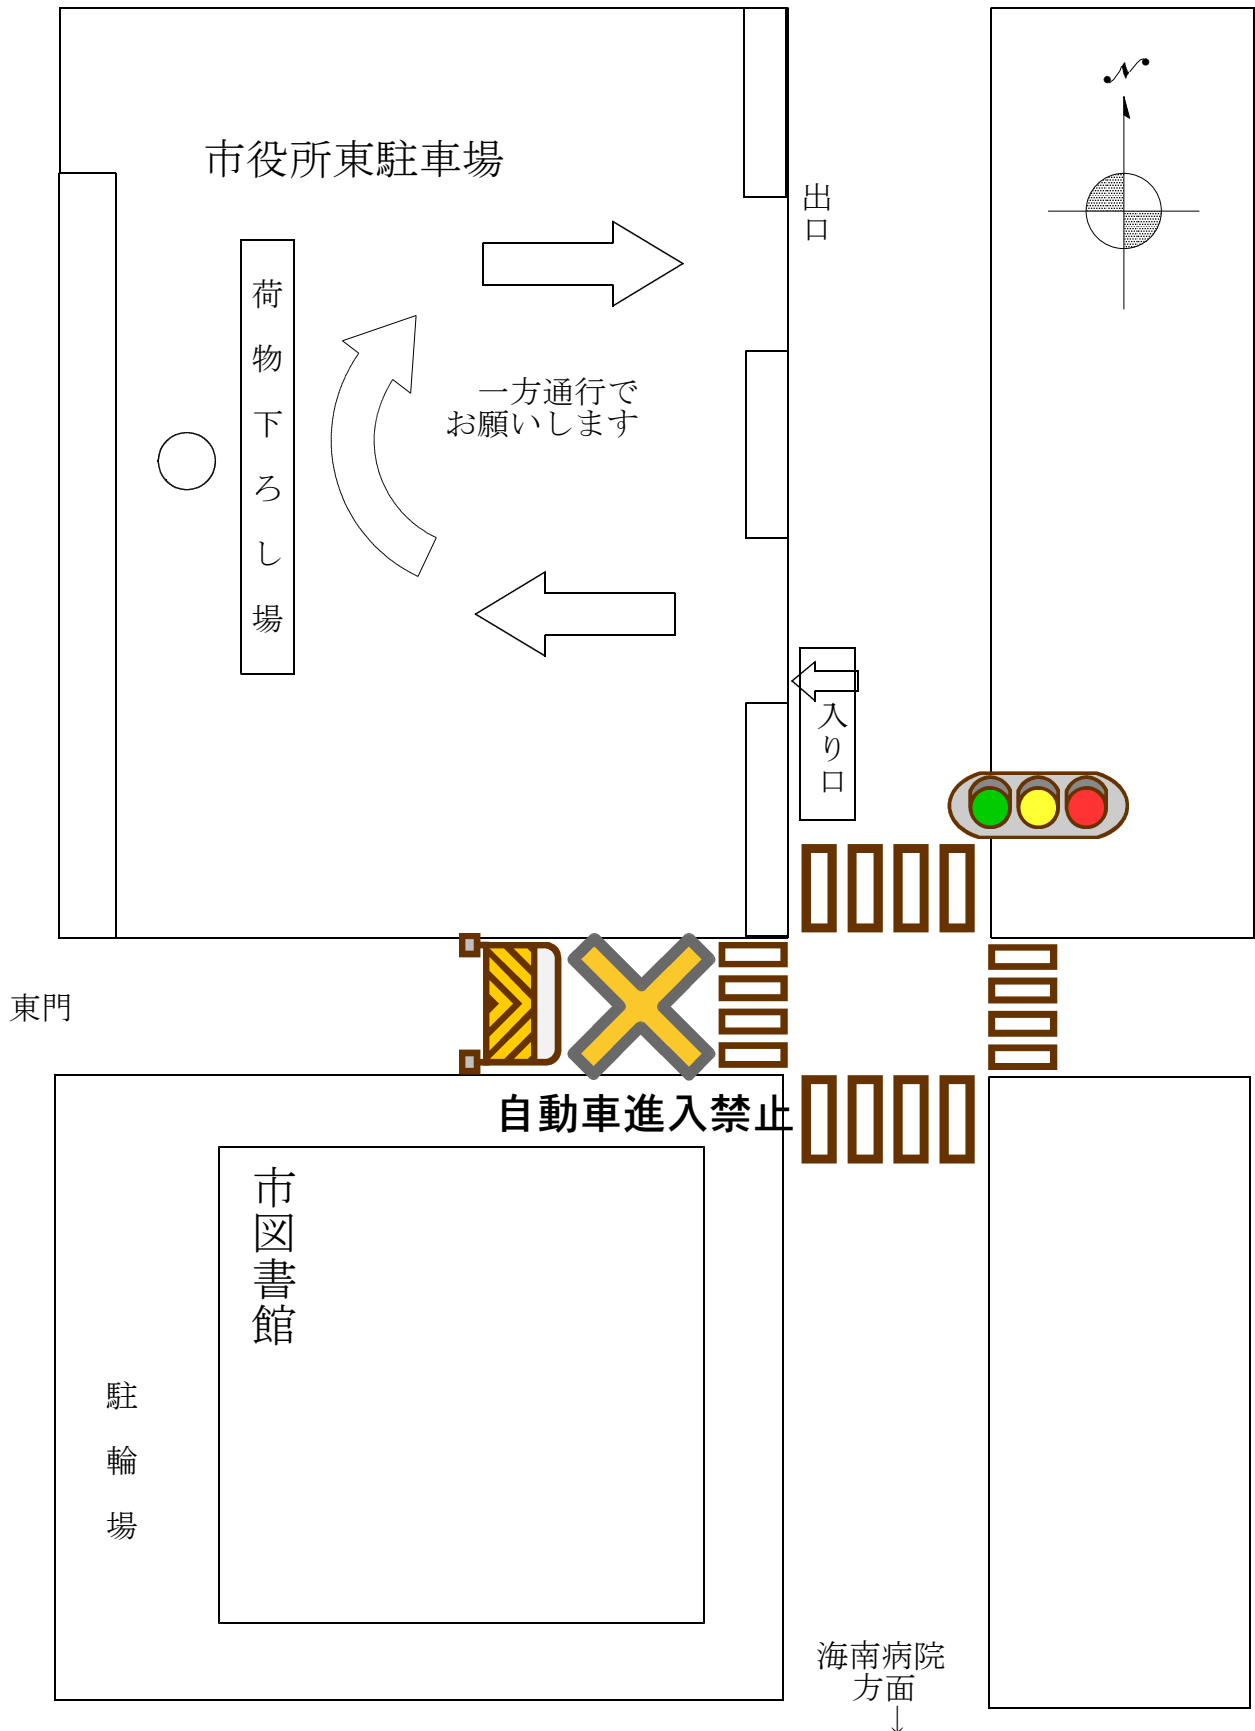 N
市役所東駐車場
出口
荷物下ろし場
一方通行で
お願いします
入り口
東門
自動車進入禁止
市図書館
駐輪場
海南病院
方面
↓